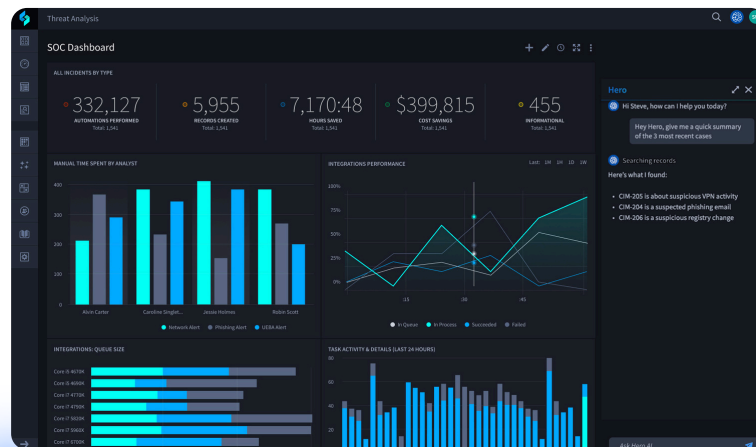 Threat Analysis
SOC Dashboard
ALL INCIDENTS BY TYPE
332,127
AUTOMATION PERFORMED
Total: 1,541
5,955
RECORDS CREATED
Total: 1,541
7,170:48
HOURS SAVED
Total: 1,541
$399,815
COST SAVINGS
Total: 1,541
455
INFORMATIONAL
Total: 1,541
MANUAL TIME SPENT BY ANALYST
400
300
200
100
0
Alvin Carter
Caroline Singlet...
Jessie Holmes
Robin Scott
Network Alert
Phishing Alert
UEBA Alert
INTEGRATIONS PERFORMANCE
Last: 1M 1H 1D 1W
100%
75%
50%
25%
0%
:15
:30
:45
In Queue
In Process
Succeeded
Failed
INTEGRATIONS: QUEUE SIZE
Core i5 4670K
Core i5 4690K
Core i7 4770K
Core i7 4790K
Core i7 5820K
Core i7 5960X
Core i7 6700K
TASK ACTIVITY & DETAILS (LAST 24 HOURS)
80
60
40
20
Hero
Hi Steve, how can I help you today?
Hey Hero, give me a quick summary
of the 3 most recent cases
Searching records
Here's what I found:
• CIM-205 is about suspicious VPN activity
• CIM-204 is a suspected phishing email
• CIM-206 is a suspicious registry change
Ask Hero AI